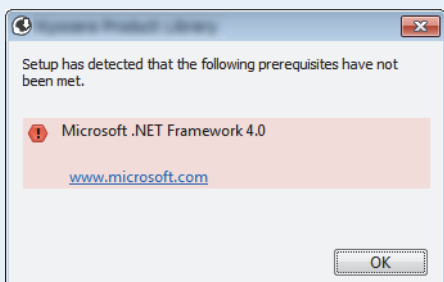 Setup has detected that the following prerequisites have not
been met.
Microsoft .NET Framework 4.0
www.microsoft.com
OK